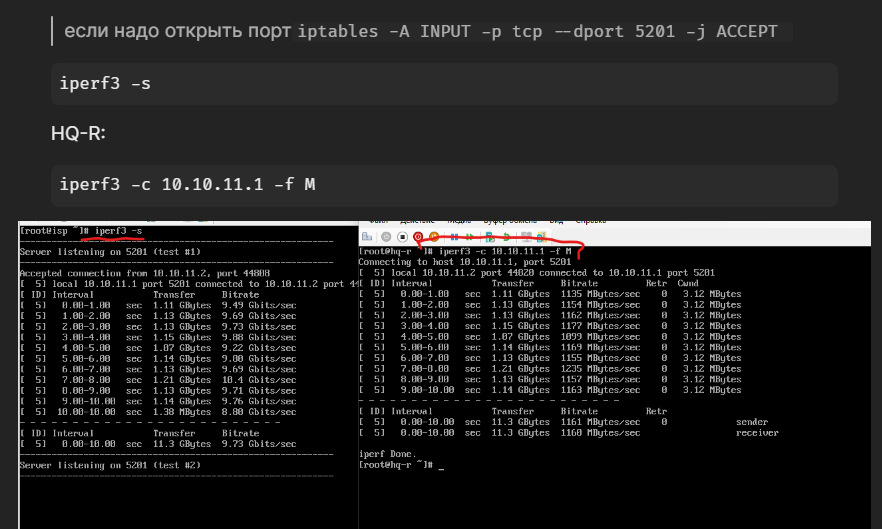 если надо открыть порт iptables -A INPUT -p tcp --dport 5201 -j ACCEPT
iperf3 -s
HQ-R:
iperf3 -c 10.10.11.1 -f M
[root@isp ~]# iperf3 -s
-----------------------------------------------------------
Server listening on 5201 (test #1)
-----------------------------------------------------------
Accepted connection from 10.10.11.2, port 44008
[  5] local 10.10.11.1 port 5201 connected to 10.10.11.2 port 44
[ ID] Interval           Transfer     Bitrate
[  5]   0.00-1.00   sec  1.11 GBytes  9.49 Gbits/sec
[  5]   1.00-2.00   sec  1.13 GBytes  9.69 Gbits/sec
[  5]   2.00-3.00   sec  1.13 GBytes  9.73 Gbits/sec
[  5]   3.00-4.00   sec  1.15 GBytes  9.88 Gbits/sec
[  5]   4.00-5.00   sec  1.07 GBytes  9.22 Gbits/sec
[  5]   5.00-6.00   sec  1.14 GBytes  9.80 Gbits/sec
[  5]   6.00-7.00   sec  1.13 GBytes  9.69 Gbits/sec
[  5]   7.00-8.00   sec  1.21 GBytes  10.4 Gbits/sec
[  5]   8.00-9.00   sec  1.13 GBytes  9.71 Gbits/sec
[  5]   9.00-10.00  sec  1.14 GBytes  9.76 Gbits/sec
[  5]  10.00-10.00  sec  1.38 MBytes  8.80 Gbits/sec
- - - - - - - - - - - - - - - - - - - - - - - - -
[ ID] Interval           Transfer     Bitrate
[  5]   0.00-10.00  sec  11.3 GBytes  9.73 Gbits/sec
-----------------------------------------------------------
Server listening on 5201 (test #2)
-----------------------------------------------------------
[root@hq-r ~]# iperf3 -c 10.10.11.1 -f M
Connecting to host 10.10.11.1, port 5201
[  5] local 10.10.11.2 port 44020 connected to 10.10.11.1 port 5201
[ ID] Interval           Transfer     Bitrate         Retr  Cwnd
[  5]   0.00-1.00   sec  1.11 GBytes  1135 MBytes/sec    0   3.12 MBytes
[  5]   1.00-2.00   sec  1.13 GBytes  1154 MBytes/sec    0   3.12 MBytes
[  5]   2.00-3.00   sec  1.13 GBytes  1162 MBytes/sec    0   3.12 MBytes
[  5]   3.00-4.00   sec  1.15 GBytes  1177 MBytes/sec    0   3.12 MBytes
[  5]   4.00-5.00   sec  1.07 GBytes  1099 MBytes/sec    0   3.12 MBytes
[  5]   5.00-6.00   sec  1.14 GBytes  1169 MBytes/sec    0   3.12 MBytes
[  5]   6.00-7.00   sec  1.13 GBytes  1155 MBytes/sec    0   3.12 MBytes
[  5]   7.00-8.00   sec  1.21 GBytes  1235 MBytes/sec    0   3.12 MBytes
[  5]   8.00-9.00   sec  1.13 GBytes  1157 MBytes/sec    0   3.12 MBytes
[  5]   9.00-10.00  sec  1.14 GBytes  1163 MBytes/sec    0   3.12 MBytes
- - - - - - - - - - - - - - - - - - - - - - - - -
[ ID] Interval           Transfer     Bitrate         Retr
[  5]   0.00-10.00  sec  11.3 GBytes  1161 MBytes/sec    0             sender
[  5]   0.00-10.00  sec  11.3 GBytes  1160 MBytes/sec                  receiver
iperf Done.
[root@hq-r ~]# _